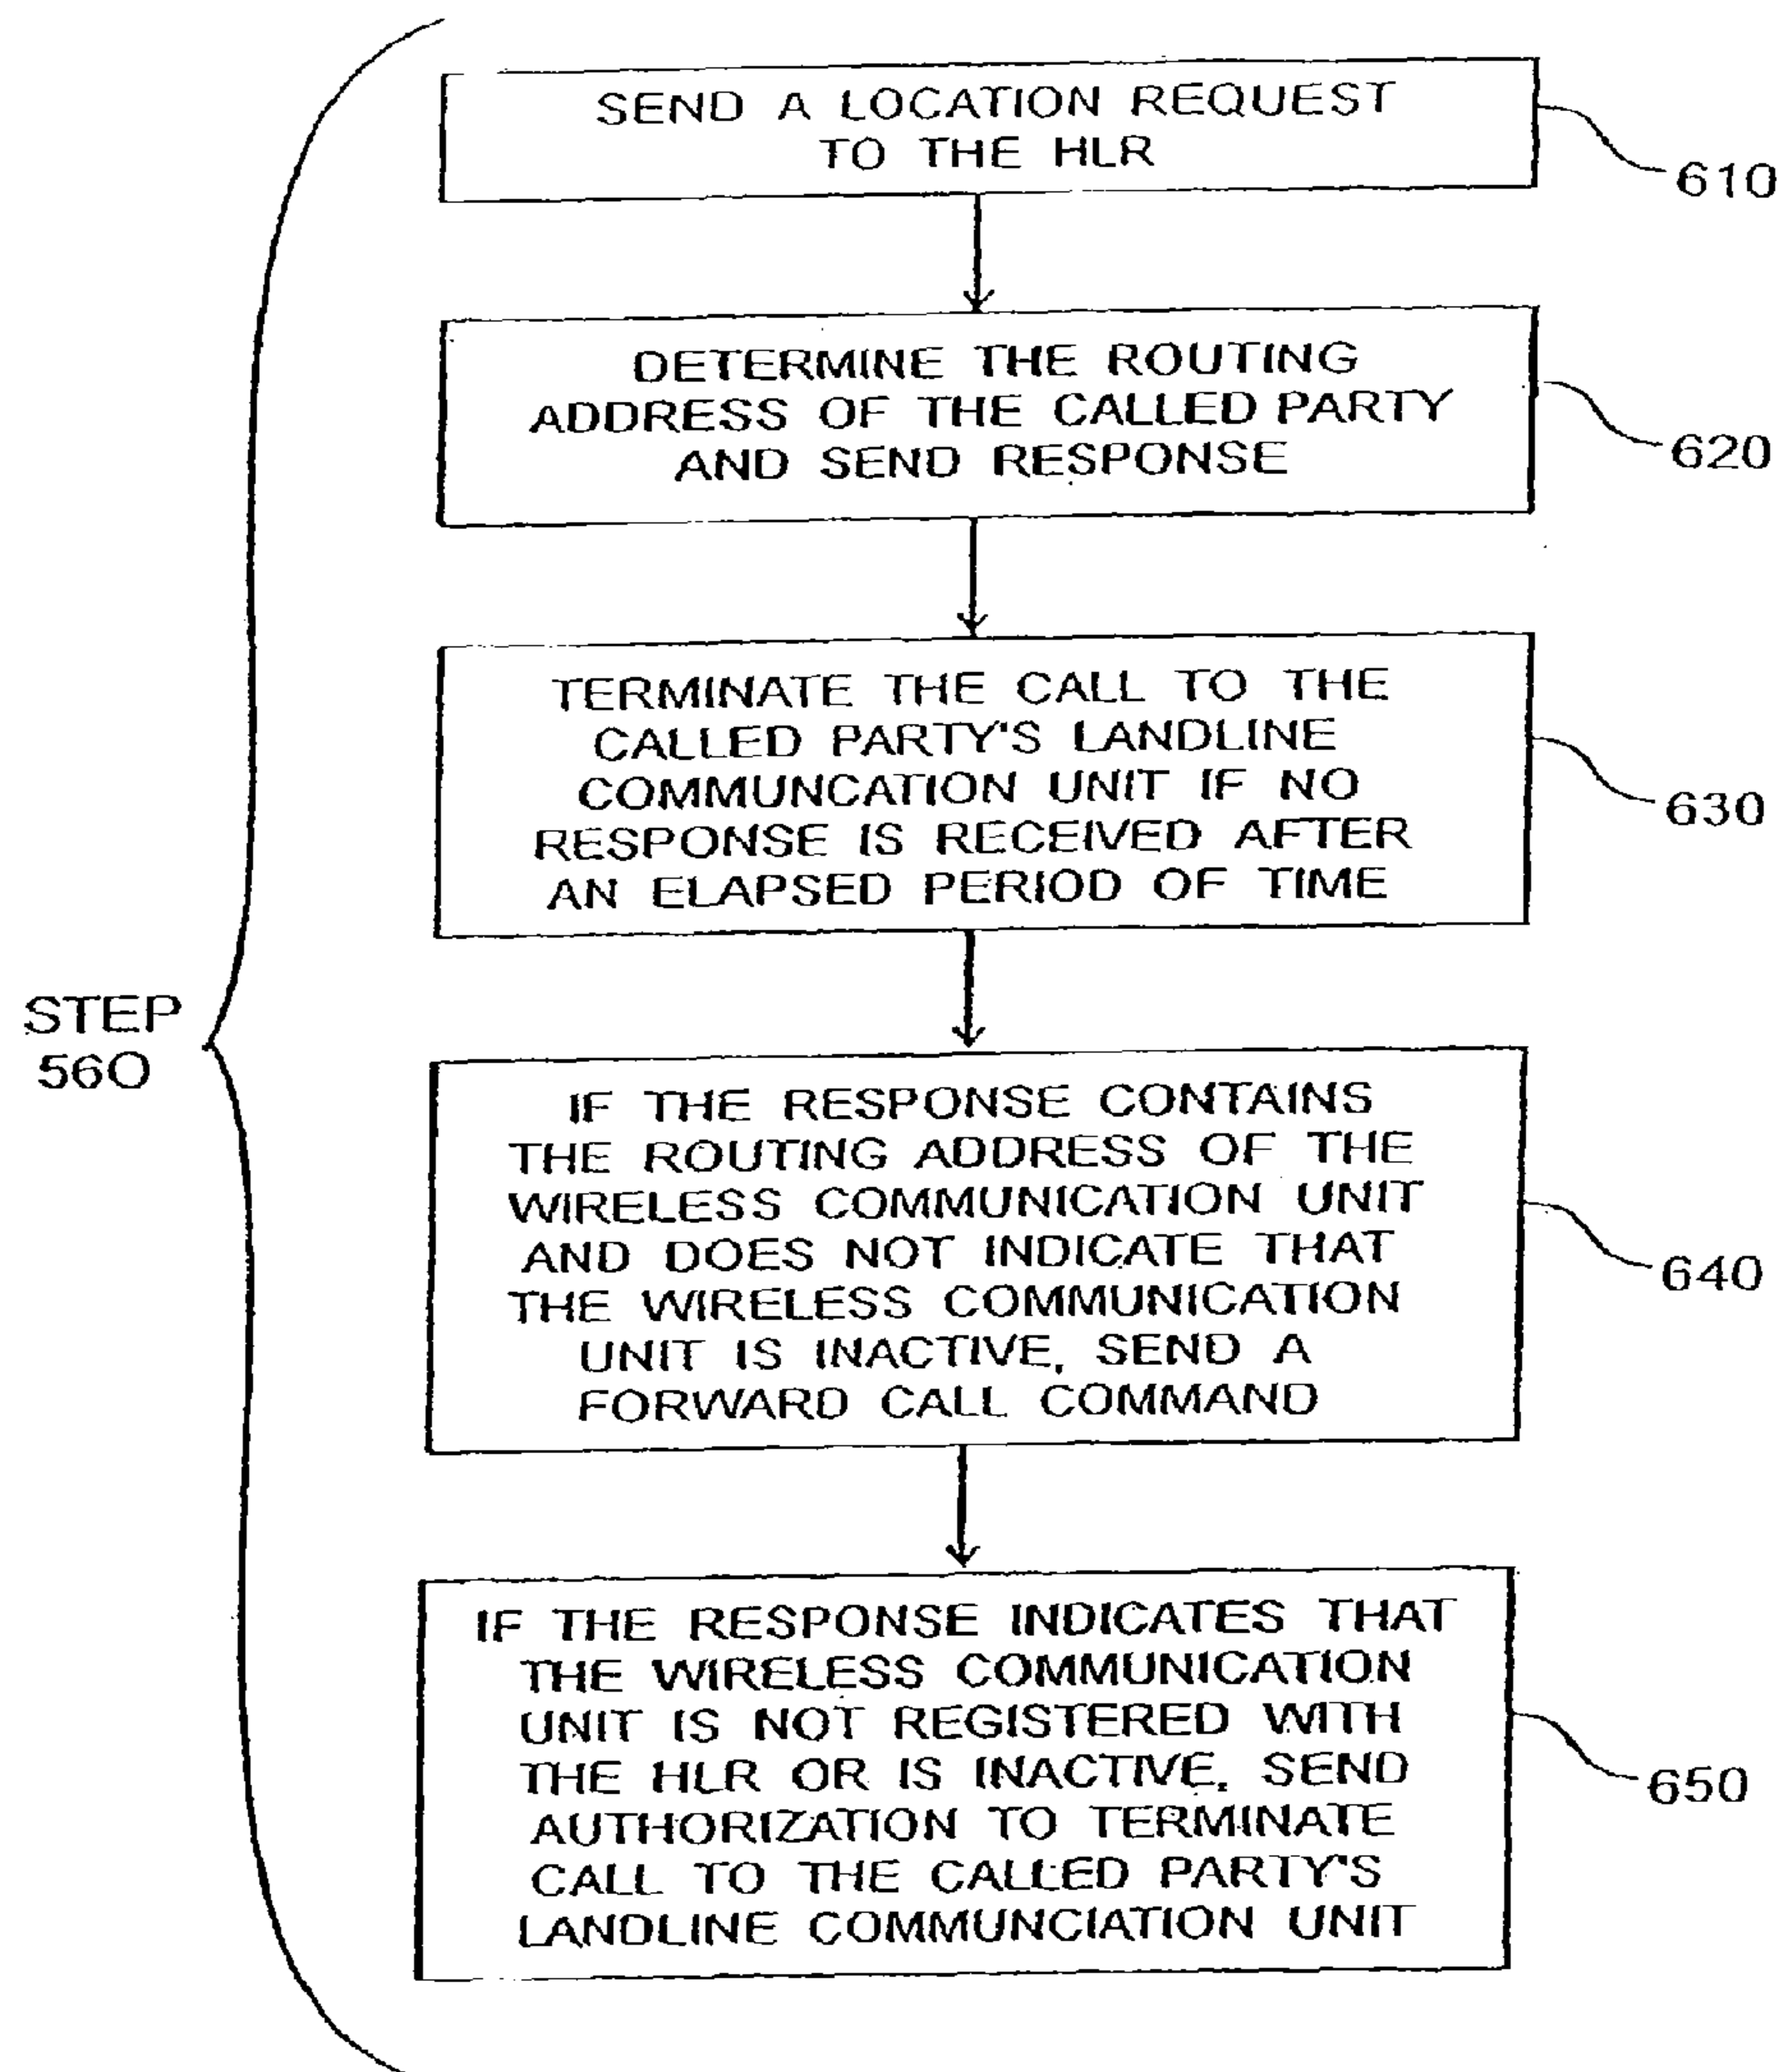 SEND A LOCATION REQUEST
TO THE HLR
610
DETERMINE THE ROUTING
ADDRESS OF THE CALLED PARTY
AND SEND RESPONSE
620
TERMINATE THE CALL TO THE
CALLED PARTY'S LANDLINE
COMMUNCATION UNIT IF NO
RESPONSE IS RECEIVED AFTER
AN ELAPSED PERIOD OF TIME
630
STEP
560
IF THE RESPONSE CONTAINS
THE ROUTING ADDRESS OF THE
WIRELESS COMMUNICATION UNIT
AND DOES NOT INDICATE THAT
THE WIRELESS COMMUNICATION
UNIT IS INACTIVE, SEND A
FORWARD CALL COMMAND
640
IF THE RESPONSE INDICATES THAT
THE WIRELESS COMMUNICATION
UNIT IS NOT REGISTERED WITH
THE HLR OR IS INACTIVE, SEND
AUTHORIZATION TO TERMINATE
CALL TO THE CALLED PARTY'S
LANDLINE COMMUNCIATION UNIT
650